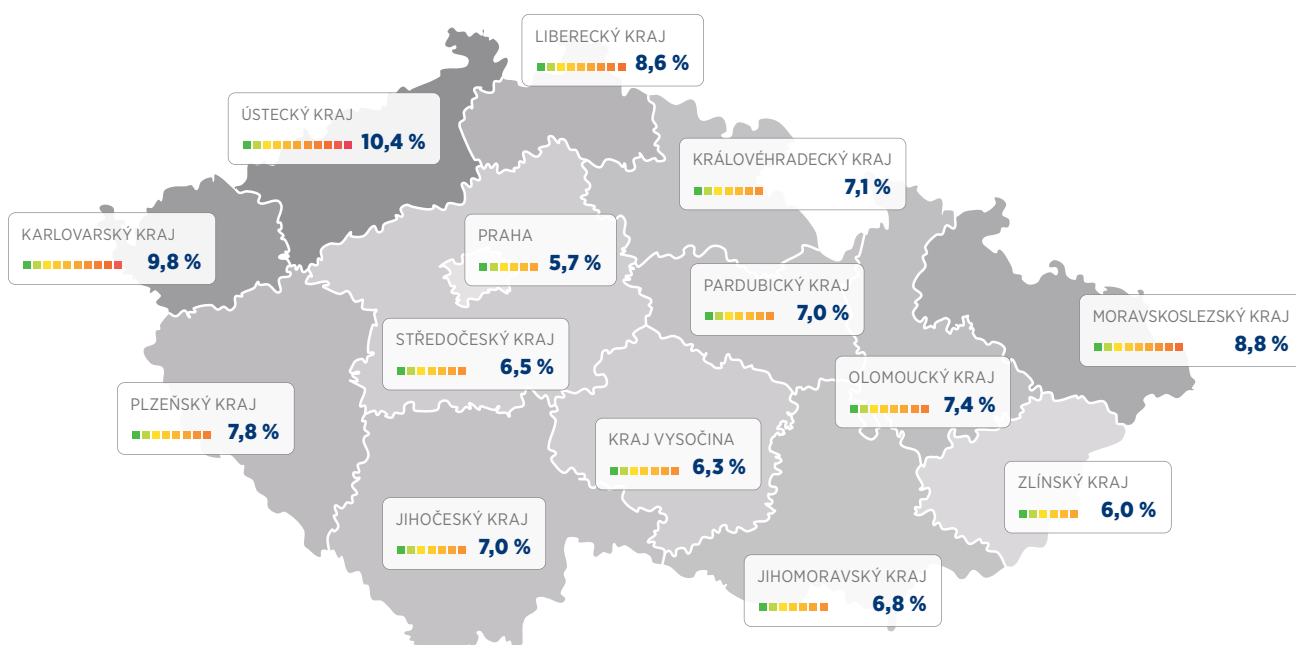 LIBERECKÝ KRAJ
8,6 %
ÚSTECKÝ KRAJ
10,4 %
KRÁLOVÉHRADECKÝ KRAJ
7,1 %
KARLOVARSKÝ KRAJ
9,8 %
PRAHA
5,7 %
PARDUBICKÝ KRAJ
7,0 %
MORAVSKOSLEZSKÝ KRAJ
8,8 %
STŘEDOČESKÝ KRAJ
6,5 %
OLOMOUCKÝ KRAJ
7,4 %
PLZEŇSKÝ KRAJ
7,8 %
KRAJ VYSOČINA
6,3 %
ZLÍNSKÝ KRAJ
6,0 %
JIHOČESKÝ KRAJ
7,0 %
JIHOMORAVSKÝ KRAJ
6,8 %